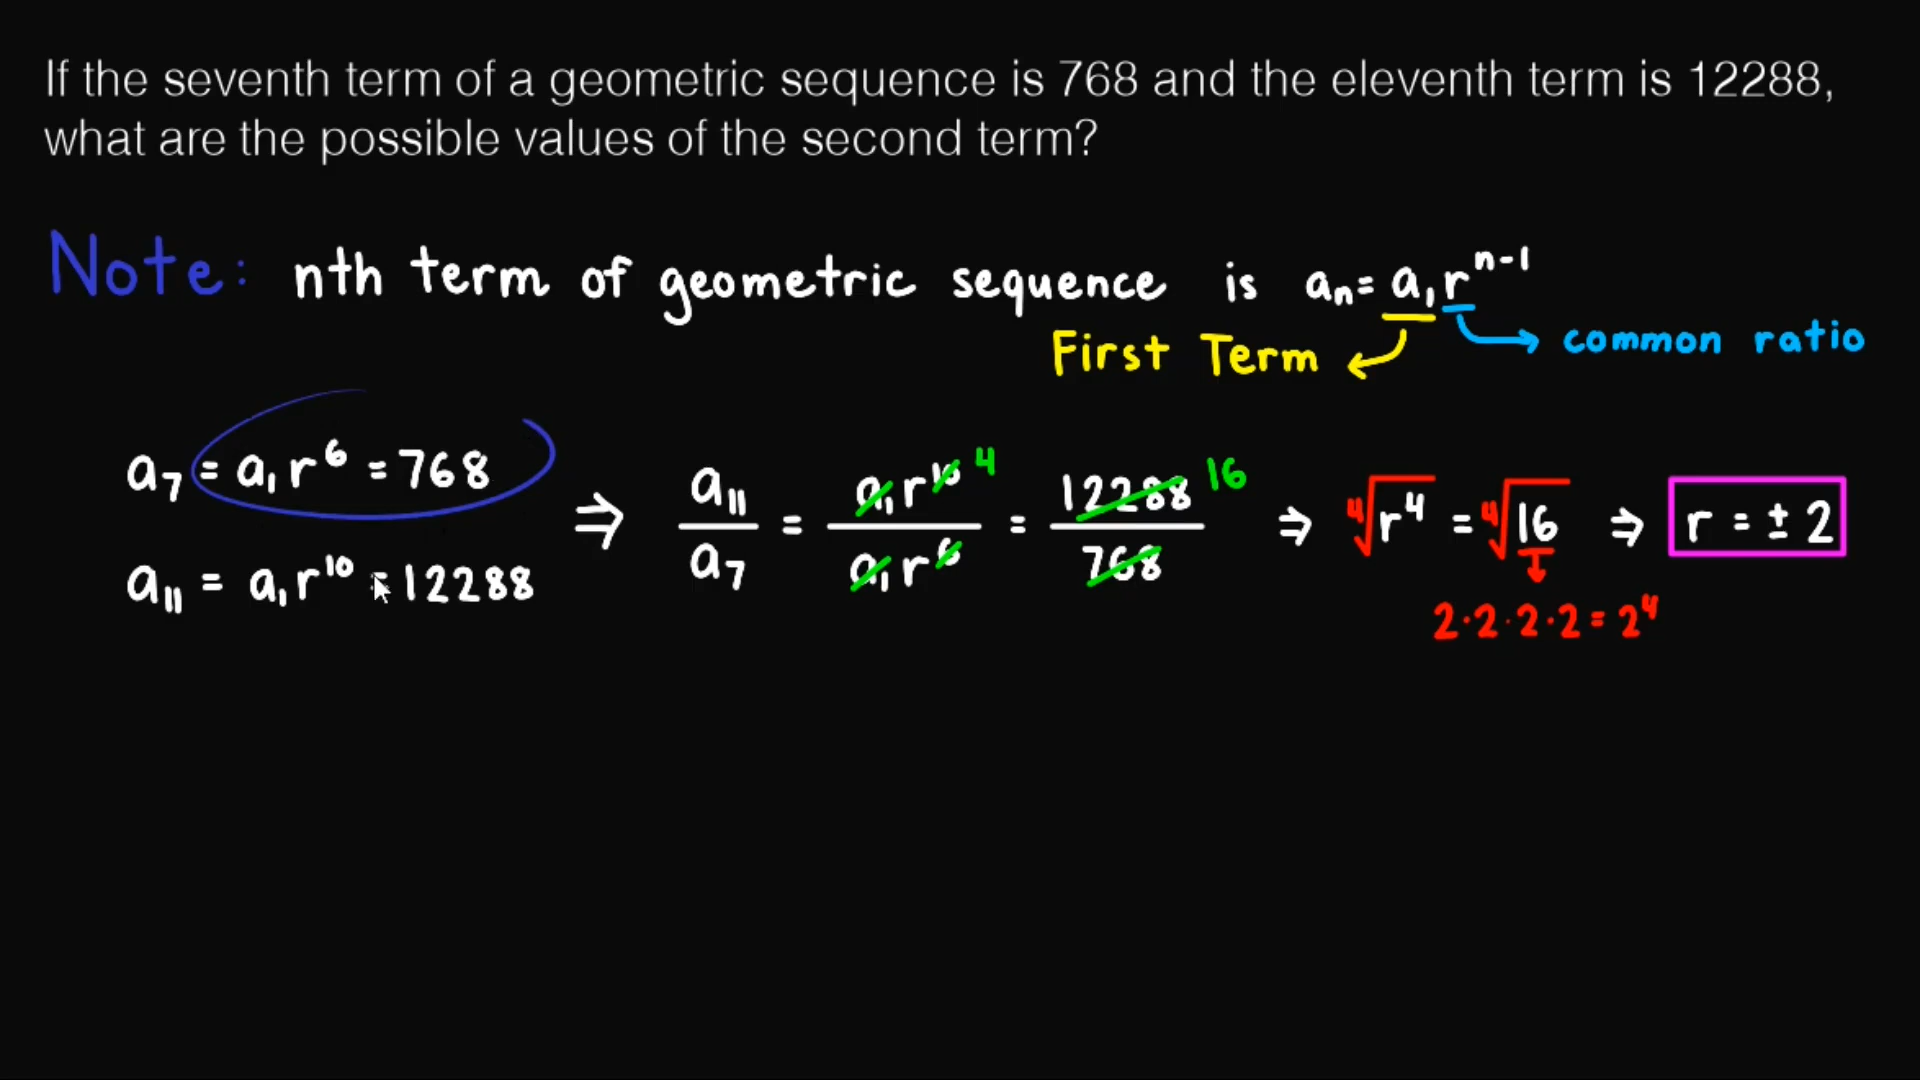 If the seventh term of a geometric sequence is 768 and the eleventh term is 12288,
what are the possible values of the second term?
Note: nth term of geometric sequence is aₙ = a₁rⁿ⁻¹
First Term
common ratio
a₇ = a₁r⁶ = 768
a₁₁ = a₁r¹⁰ = 12288
⇒ a₁₁/a₇ = a₁r¹⁰/a₁r⁶ = 12288/768 ⇒ ⁴√r⁴ = ⁴√16 ⇒ r = ± 2
4
16
2·2·2·2 = 2⁴